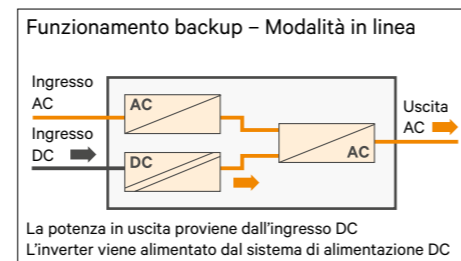 Funzionamento backup – Modalità in linea
Ingresso
AC
Ingresso
DC
AC
DC
AC
Uscita
AC
La potenza in uscita proviene dall'ingresso DC
L'inverter viene alimentato dal sistema di alimentazione DC